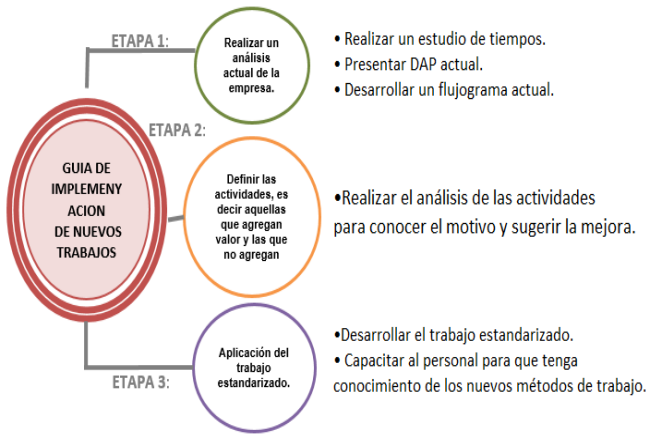 GUIA DE
IMPLEMENY
ACION
DE NUEVOS
TRABAJOS
ETAPA 1:
Realizar un
análisis
actual de la
empresa.
• Realizar un estudio de tiempos.
• Presentar DAP actual.
• Desarrollar un flujograma actual.
ETAPA 2:
Definir las
actividades, es
decir aquellas
que agregan
valor y las que
no agregan
•Realizar el análisis de las actividades
para conocer el motivo y sugerir la mejora.
ETAPA 3:
Aplicación del
trabajo
estandarizado.
•Desarrollar el trabajo estandarizado.
• Capacitar al personal para que tenga
conocimiento de los nuevos métodos de trabajo.